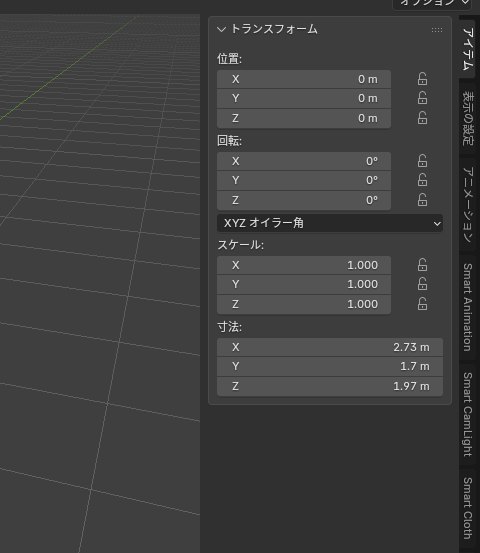 オプション
トランスフォーム
位置:
X 0 m
Y 0 m
Z 0 m
回転:
X 0°
Y 0°
Z 0°
XYZ オイラー角
スケール:
X 1.000
Y 1.000
Z 1.000
寸法:
X 2.73 m
Y 1.7 m
Z 1.97 m
アイテム
表示の設定
アニメーション
Smart Animation
Smart CamLight
Smart Cloth